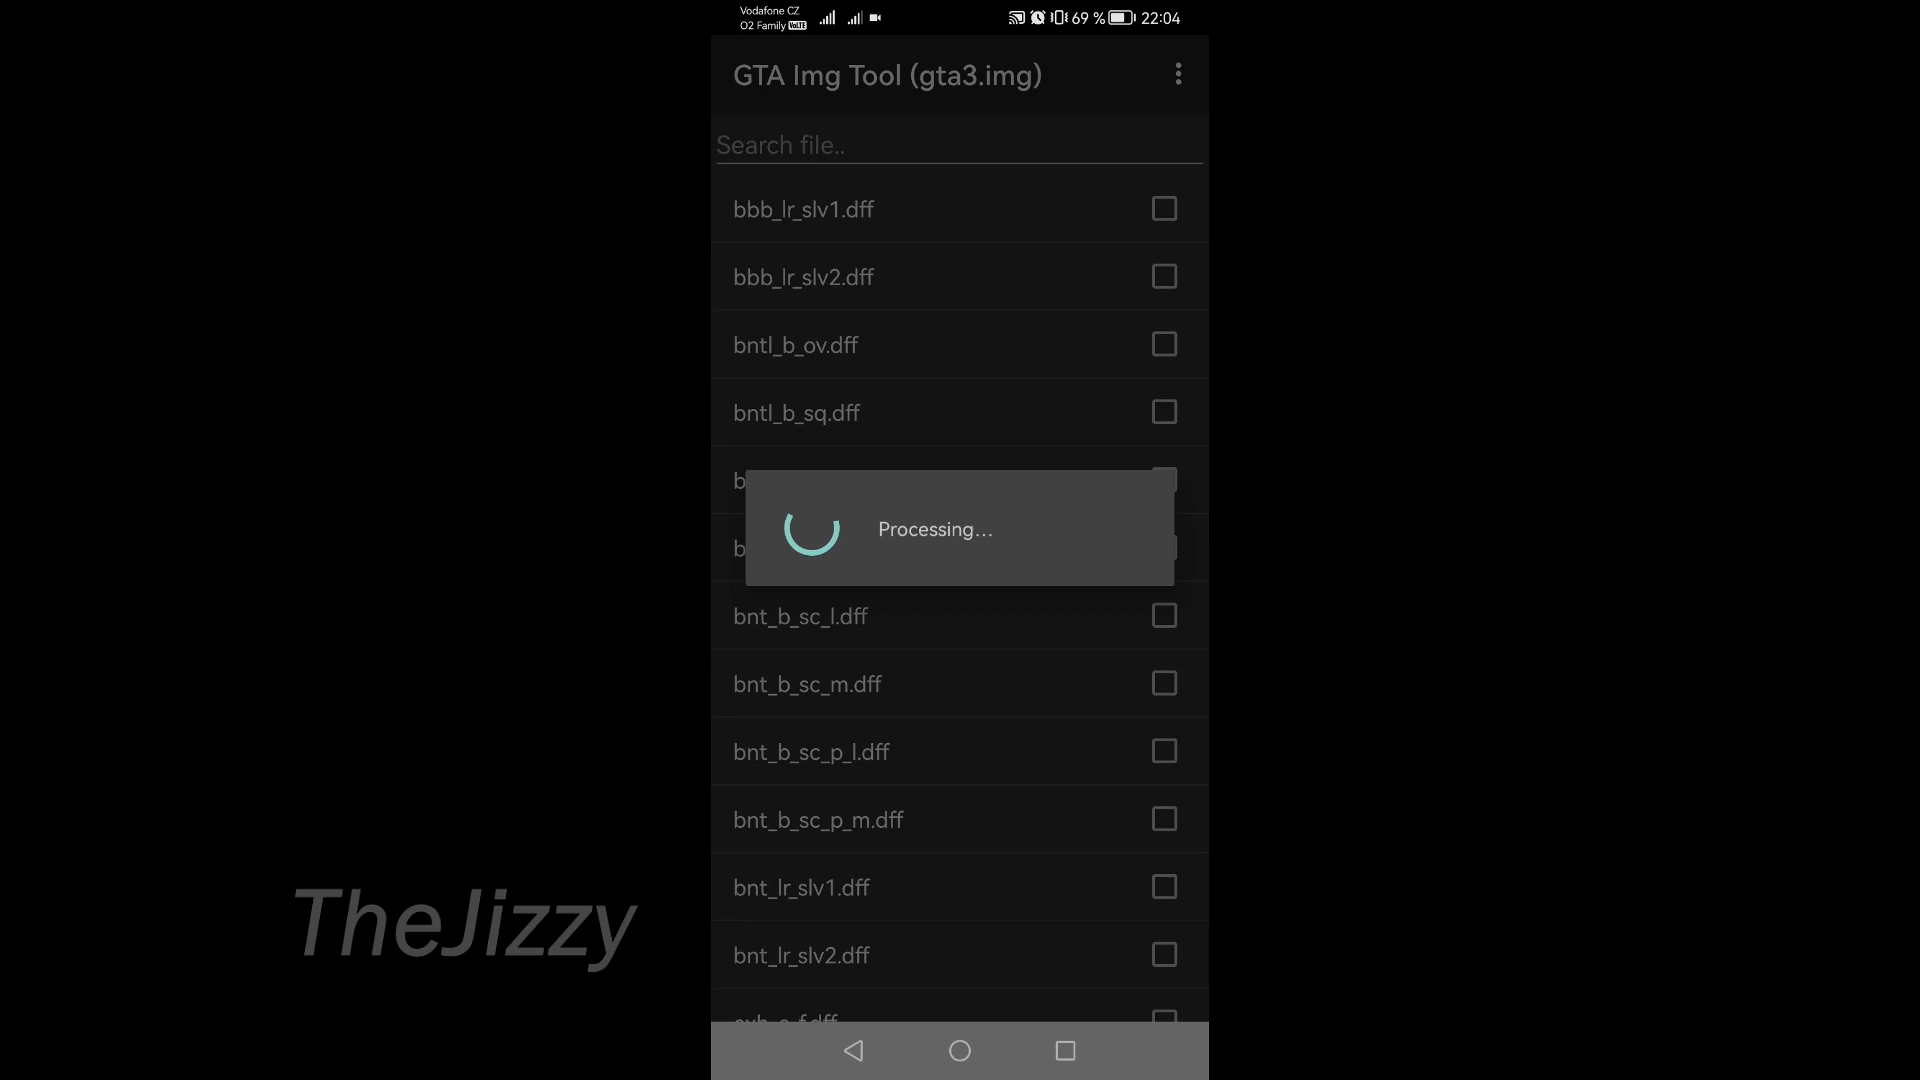 Vodafone CZ
O2 Family VoLTE
69 %
22:04
GTA Img Tool (gta3.img)
Search file..
bbb_lr_slv1.dff
bbb_lr_slv2.dff
bntl_b_ov.dff
bntl_b_sq.dff
b
b
Processing...
bnt_b_sc_l.dff
bnt_b_sc_m.dff
bnt_b_sc_p_l.dff
bnt_b_sc_p_m.dff
bnt_lr_slv1.dff
bnt_lr_slv2.dff
TheJizzy